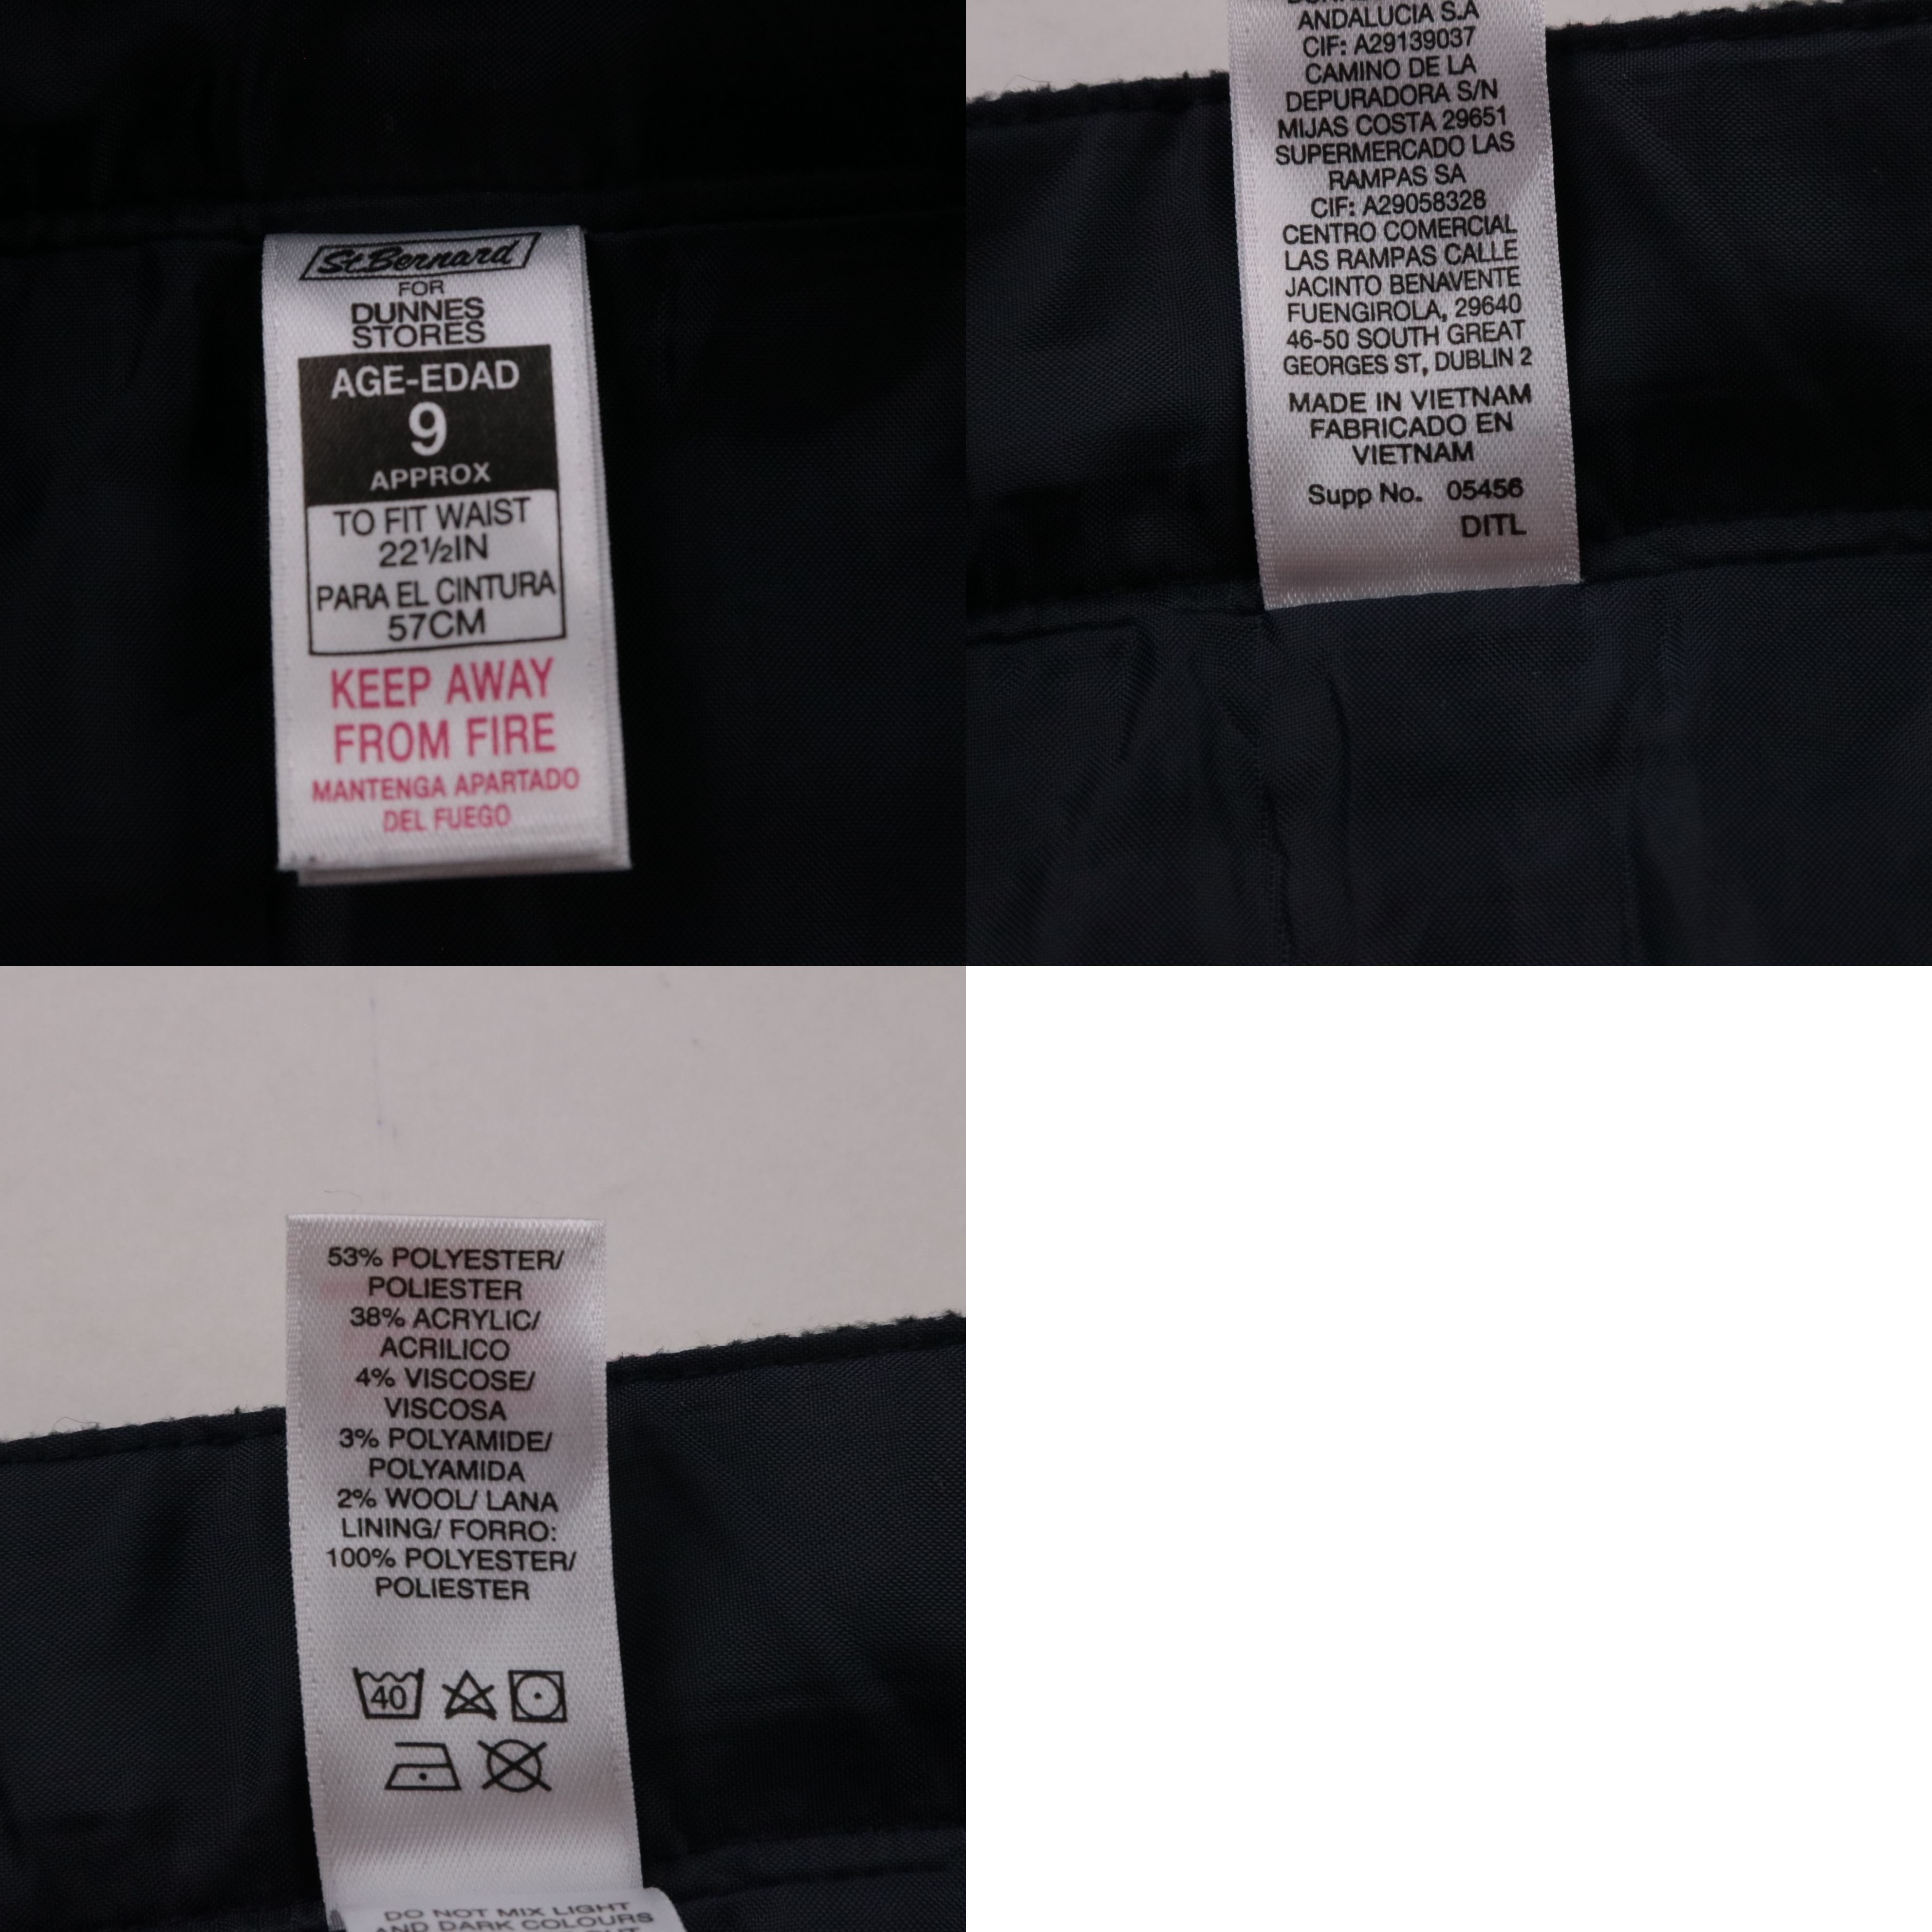 St.Bernard
FOR
DUNNES
STORES
AGE-EDAD
9
APPROX
TO FIT WAIST
22½IN
PARA EL CINTURA
57CM
KEEP AWAY
FROM FIRE
MANTENGA APARTADO
DEL FUEGO
ANDALUCIA S.A
CIF: A29139037
CAMINO DE LA
DEPURADORA S/N
MIJAS COSTA 29651
SUPERMERCADO LAS
RAMPAS SA
CIF: A29058328
CENTRO COMERCIAL
LAS RAMPAS CALLE
JACINTO BENAVENTE
FUENGIROLA, 29640
46-50 SOUTH GREAT
GEORGES ST, DUBLIN 2
MADE IN VIETNAM
FABRICADO EN
VIETNAM
Supp No. 05456
DITL
53% POLYESTER/
POLIESTER
38% ACRYLIC/
ACRILICO
4% VISCOSE/
VISCOSA
3% POLYAMIDE/
POLYAMIDA
2% WOOL/ LANA
LINING/ FORRO:
100% POLYESTER/
POLIESTER
40
DO NOT MIX LIGHT
AND DARK COLOURS